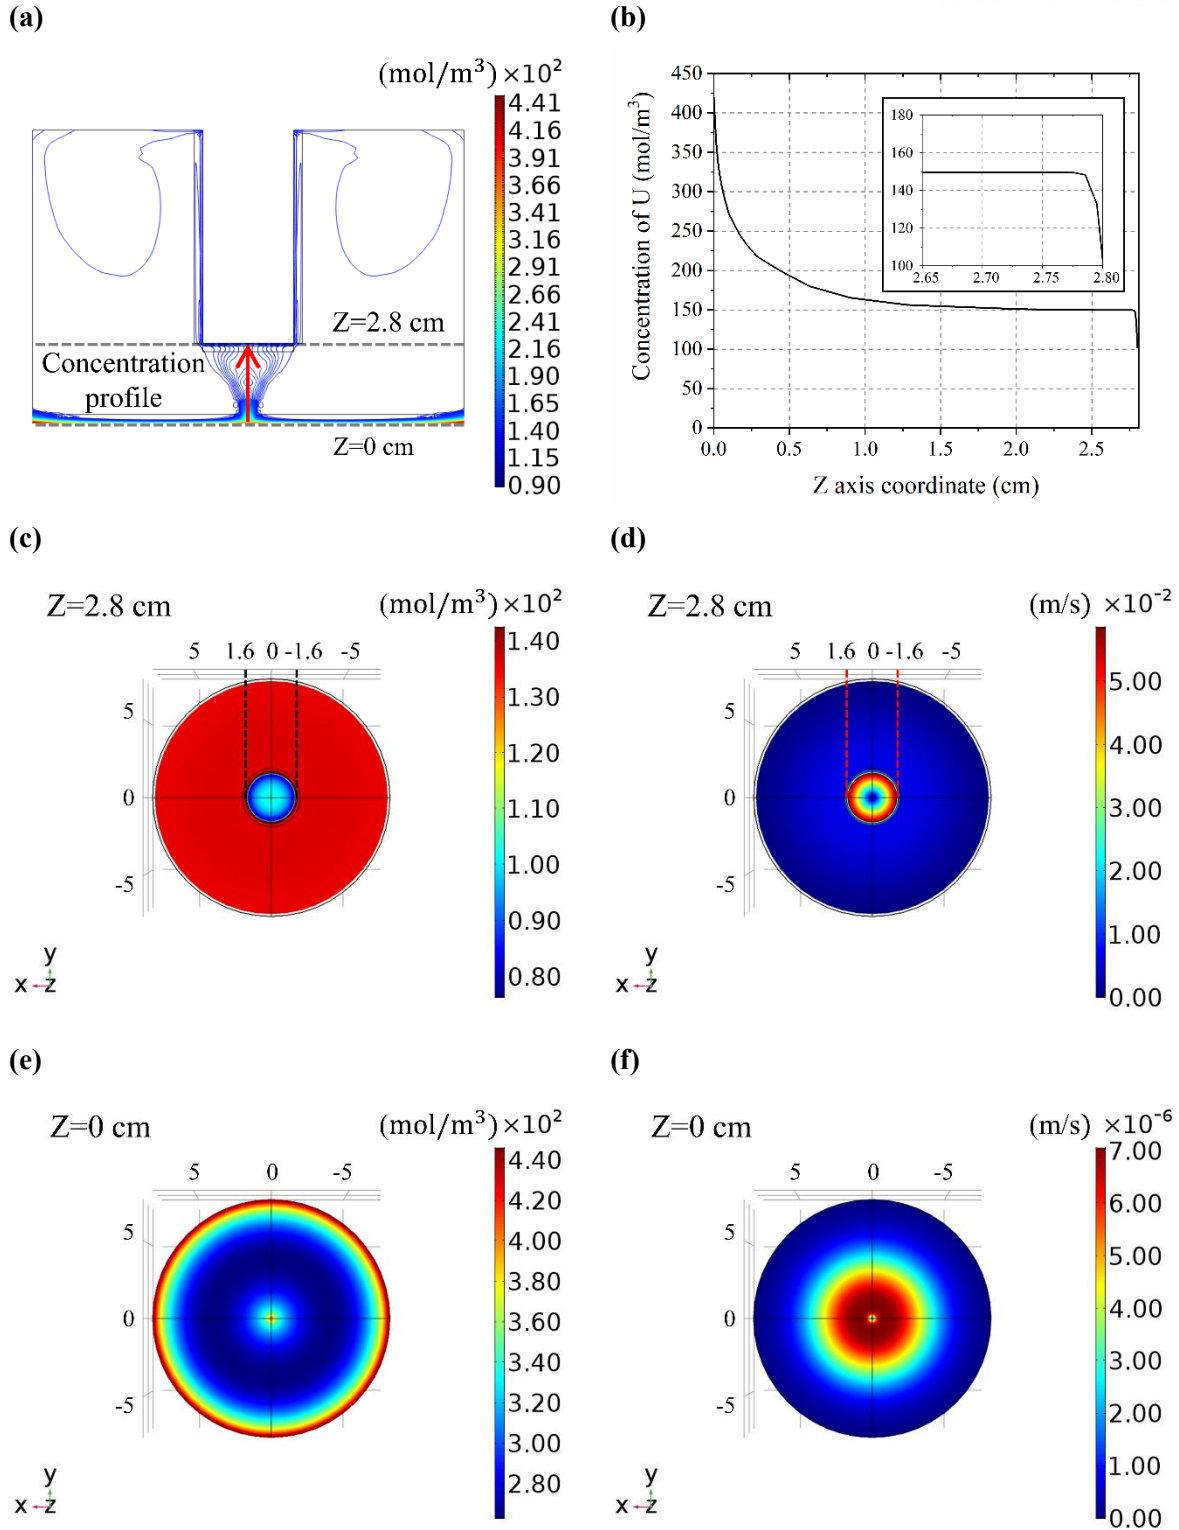 (a)
(mol/m³) ×10²
4.41
4.16
3.91
3.66
3.41
3.16
2.91
2.66
2.41
2.16
1.90
1.65
1.40
1.15
0.90
Z=2.8 cm
Concentration
profile
Z=0 cm
(b)
Concentration of U (mol/m³)
450
400
350
300
250
200
150
100
50
0
0.0 0.5 1.0 1.5 2.0 2.5
Z axis coordinate (cm)
180
160
140
120
100
2.65 2.70 2.75 2.80
(c)
Z=2.8 cm
(mol/m³) ×10²
5 1.6 0 -1.6 -5
5
0
-5
1.40
1.30
1.20
1.10
1.00
0.90
0.80
y
x z
(d)
Z=2.8 cm
(m/s) ×10⁻²
5 1.6 0 -1.6 -5
5
0
-5
5.00
4.00
3.00
2.00
1.00
0.00
y
x z
(e)
Z=0 cm
(mol/m³) ×10²
5 0 -5
5
0
-5
4.40
4.20
4.00
3.80
3.60
3.40
3.20
3.00
2.80
y
x z
(f)
Z=0 cm
(m/s) ×10⁻⁶
5 0 -5
5
0
-5
7.00
6.00
5.00
4.00
3.00
2.00
1.00
0.00
y
x z